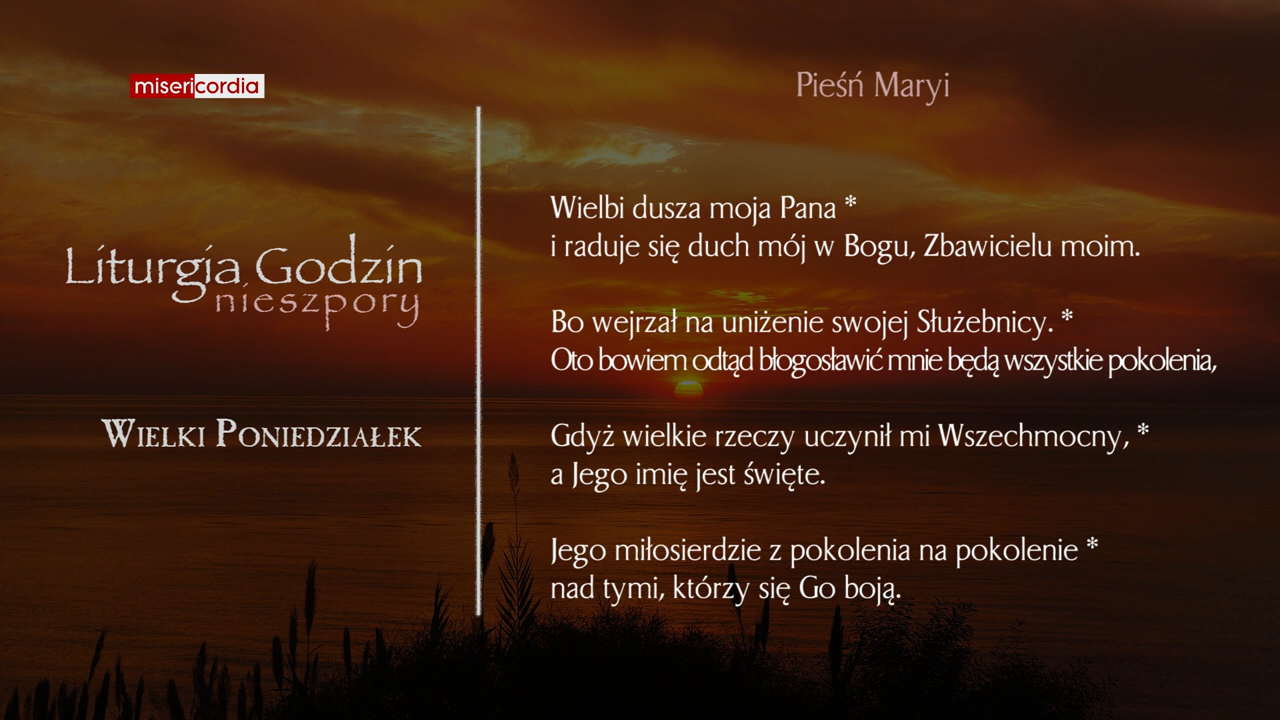 misericordia
Liturgia Godzin
nieszpory
Wielki Poniedziałek
Pieśń Maryi
Wielbi dusza moja Pana *
i raduje się duch mój w Bogu, Zbawicielu moim.
Bo wejrzał na uniżenie swojej Służebnicy. *
Oto bowiem odtąd błogosławić mnie będą wszystkie pokolenia,
Gdyż wielkie rzeczy uczynił mi Wszechmocny, *
a Jego imię jest święte.
Jego miłosierdzie z pokolenia na pokolenie *
nad tymi, którzy się Go boją.